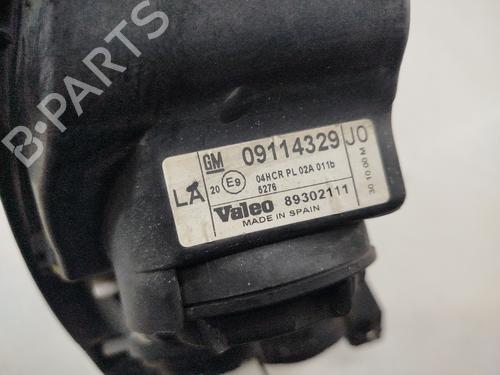 B-PARTS
GM 09114329 JO
LA 20 E9 04HCR PL 02A 011b
5276
Valeo 89302111
MADE IN SPAIN
30 10 00 M